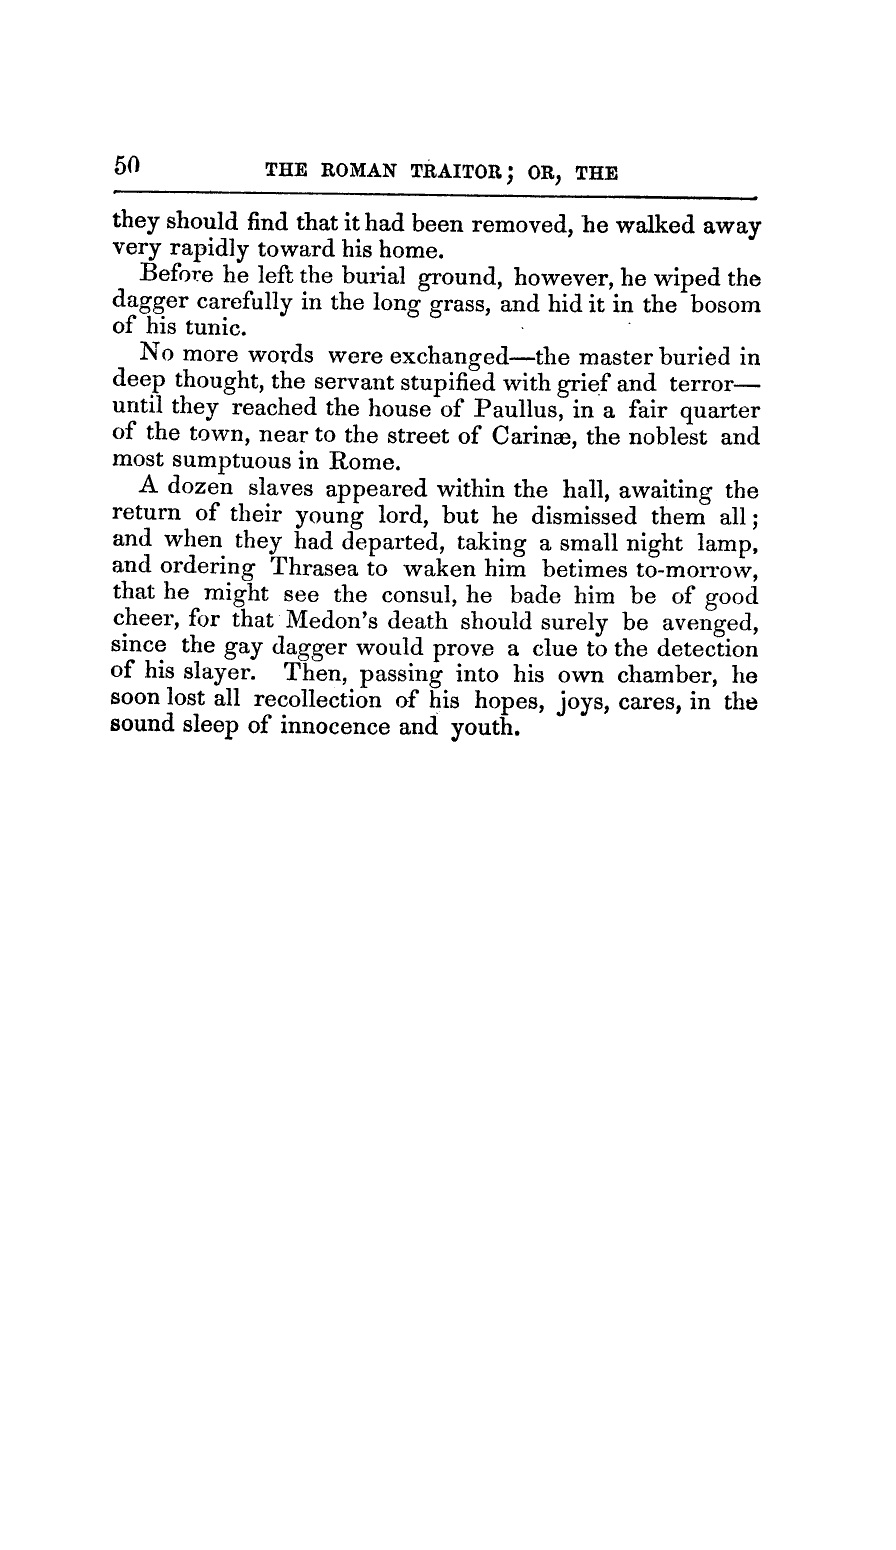 50 THE ROMAN TRAITOR; OR, THE
they should find that it had been removed, he walked away
very rapidly toward his home.
Before he left the burial ground, however, he wiped the
dagger carefully in the long grass, and hid it in the bosom
of his tunic.
No more words were exchanged—the master buried in
deep thought, the servant stupified with grief and terror—
until they reached the house of Paullus, in a fair quarter
of the town, near to the street of Carinæ, the noblest and
most sumptuous in Rome.
A dozen slaves appeared within the hall, awaiting the
return of their young lord, but he dismissed them all;
and when they had departed, taking a small night lamp,
and ordering Thrasea to waken him betimes to-morrow,
that he might see the consul, he bade him be of good
cheer, for that Medon's death should surely be avenged,
since the gay dagger would prove a clue to the detection
of his slayer. Then, passing into his own chamber, he
soon lost all recollection of his hopes, joys, cares, in the
sound sleep of innocence and youth.